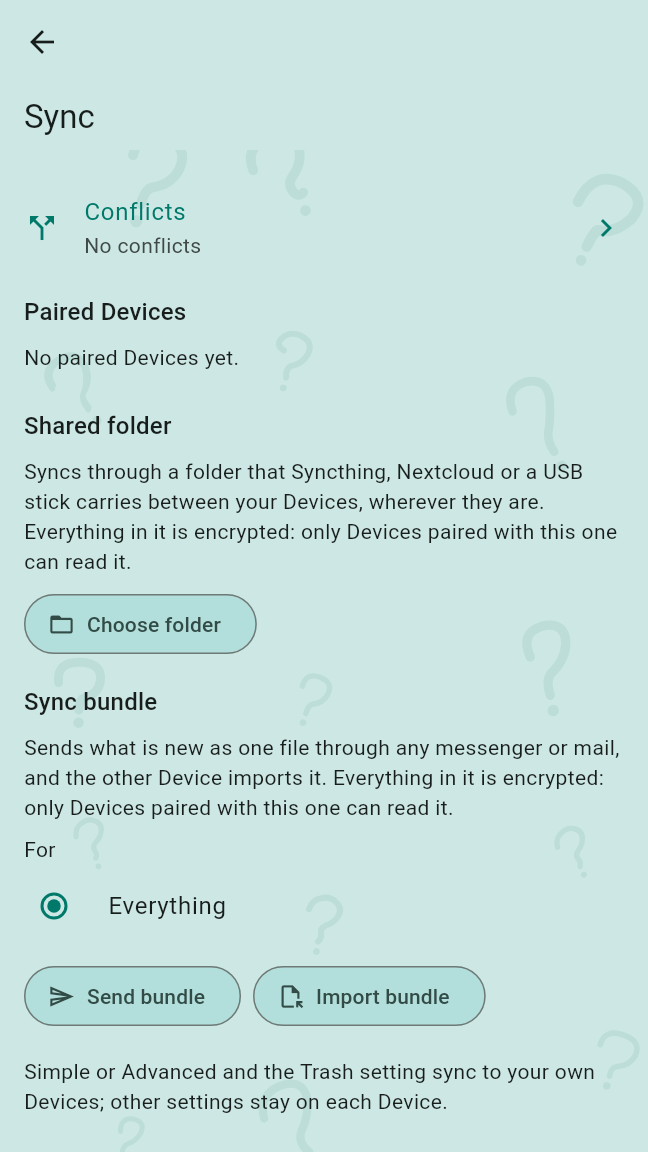 Sync
Conflicts
No conflicts
Paired Devices
No paired Devices yet.
Shared folder
Syncs through a folder that Syncthing, Nextcloud or a USB
stick carries between your Devices, wherever they are.
Everything in it is encrypted: only Devices paired with this one
can read it.
Choose folder
Sync bundle
Sends what is new as one file through any messenger or mail,
and the other Device imports it. Everything in it is encrypted:
only Devices paired with this one can read it.
For
Everything
Send bundle
Import bundle
Simple or Advanced and the Trash setting sync to your own
Devices; other settings stay on each Device.